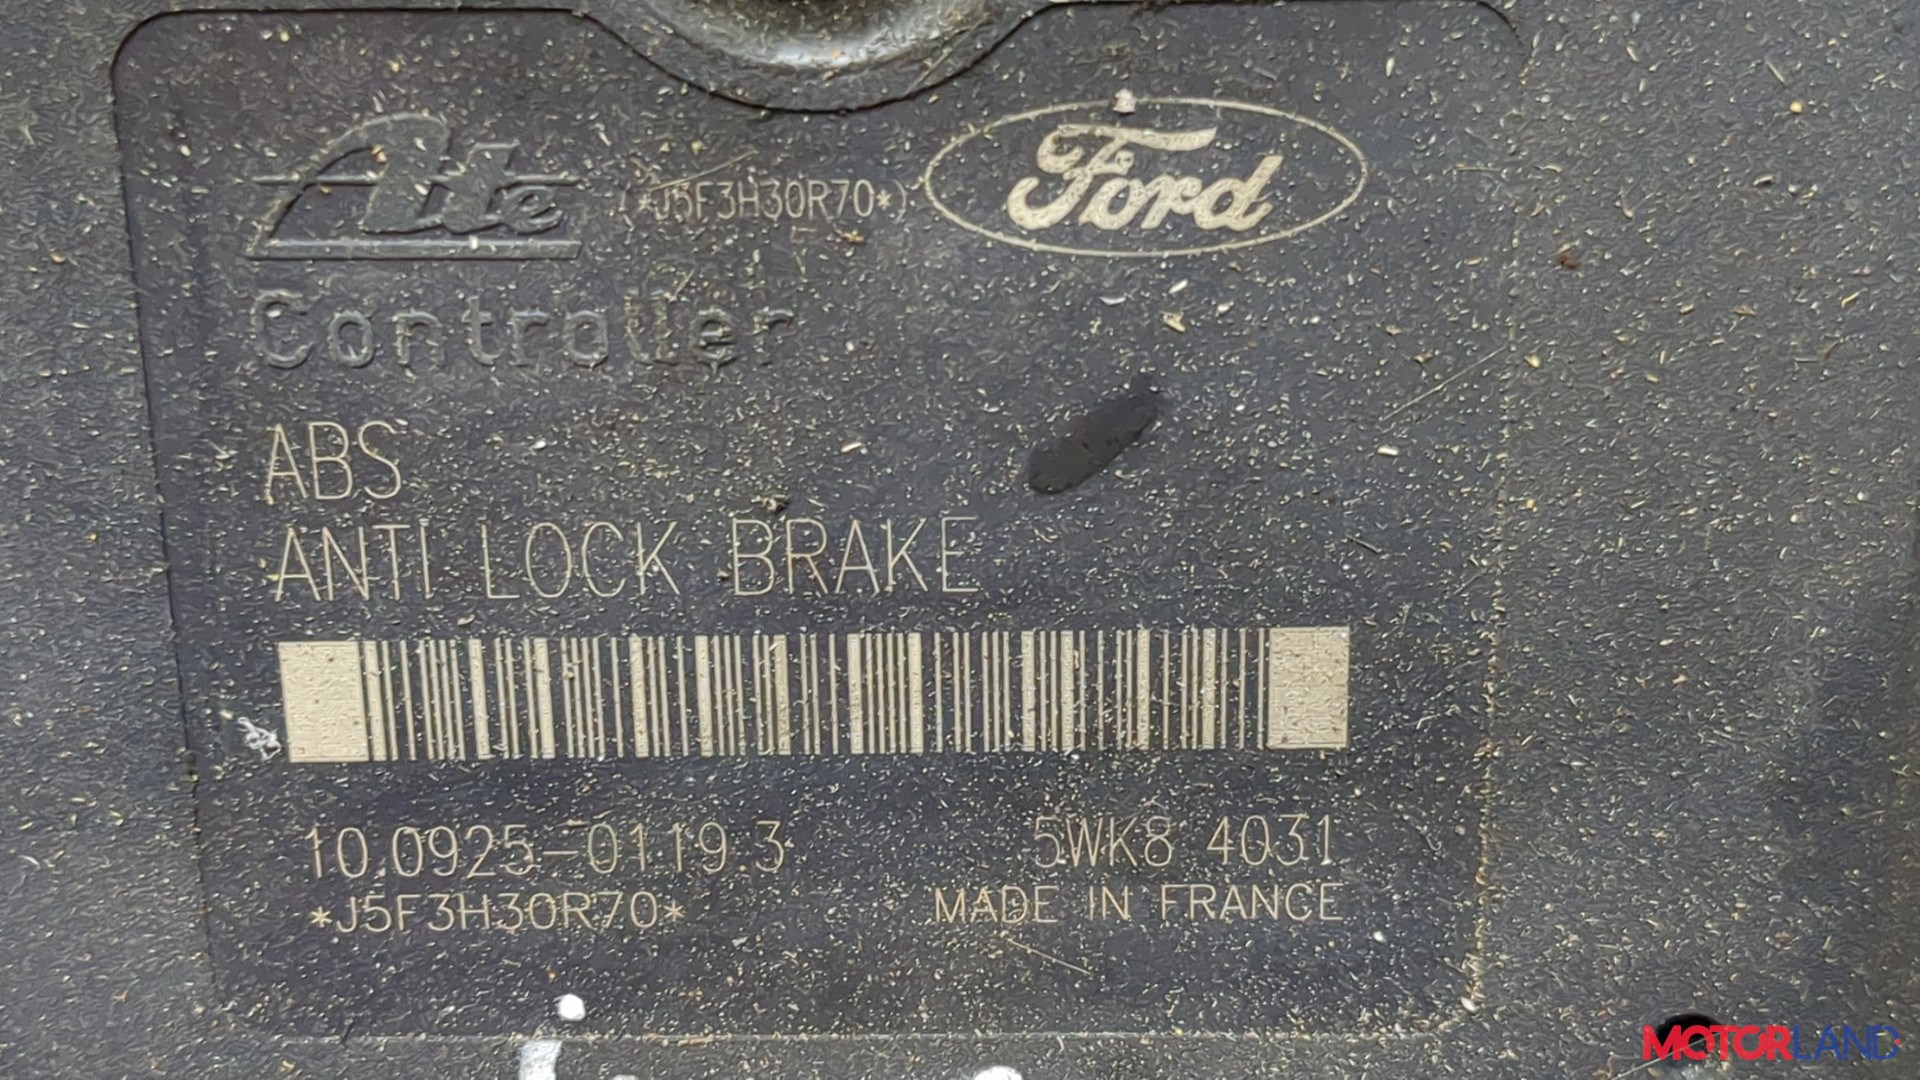 Ate (*J5F3H30R70*) Ford
Controller
ABS
ANTI LOCK BRAKE
10.0925-0119.3 5WK8 4031
*J5F3H30R70* MADE IN FRANCE
MOTORLAND